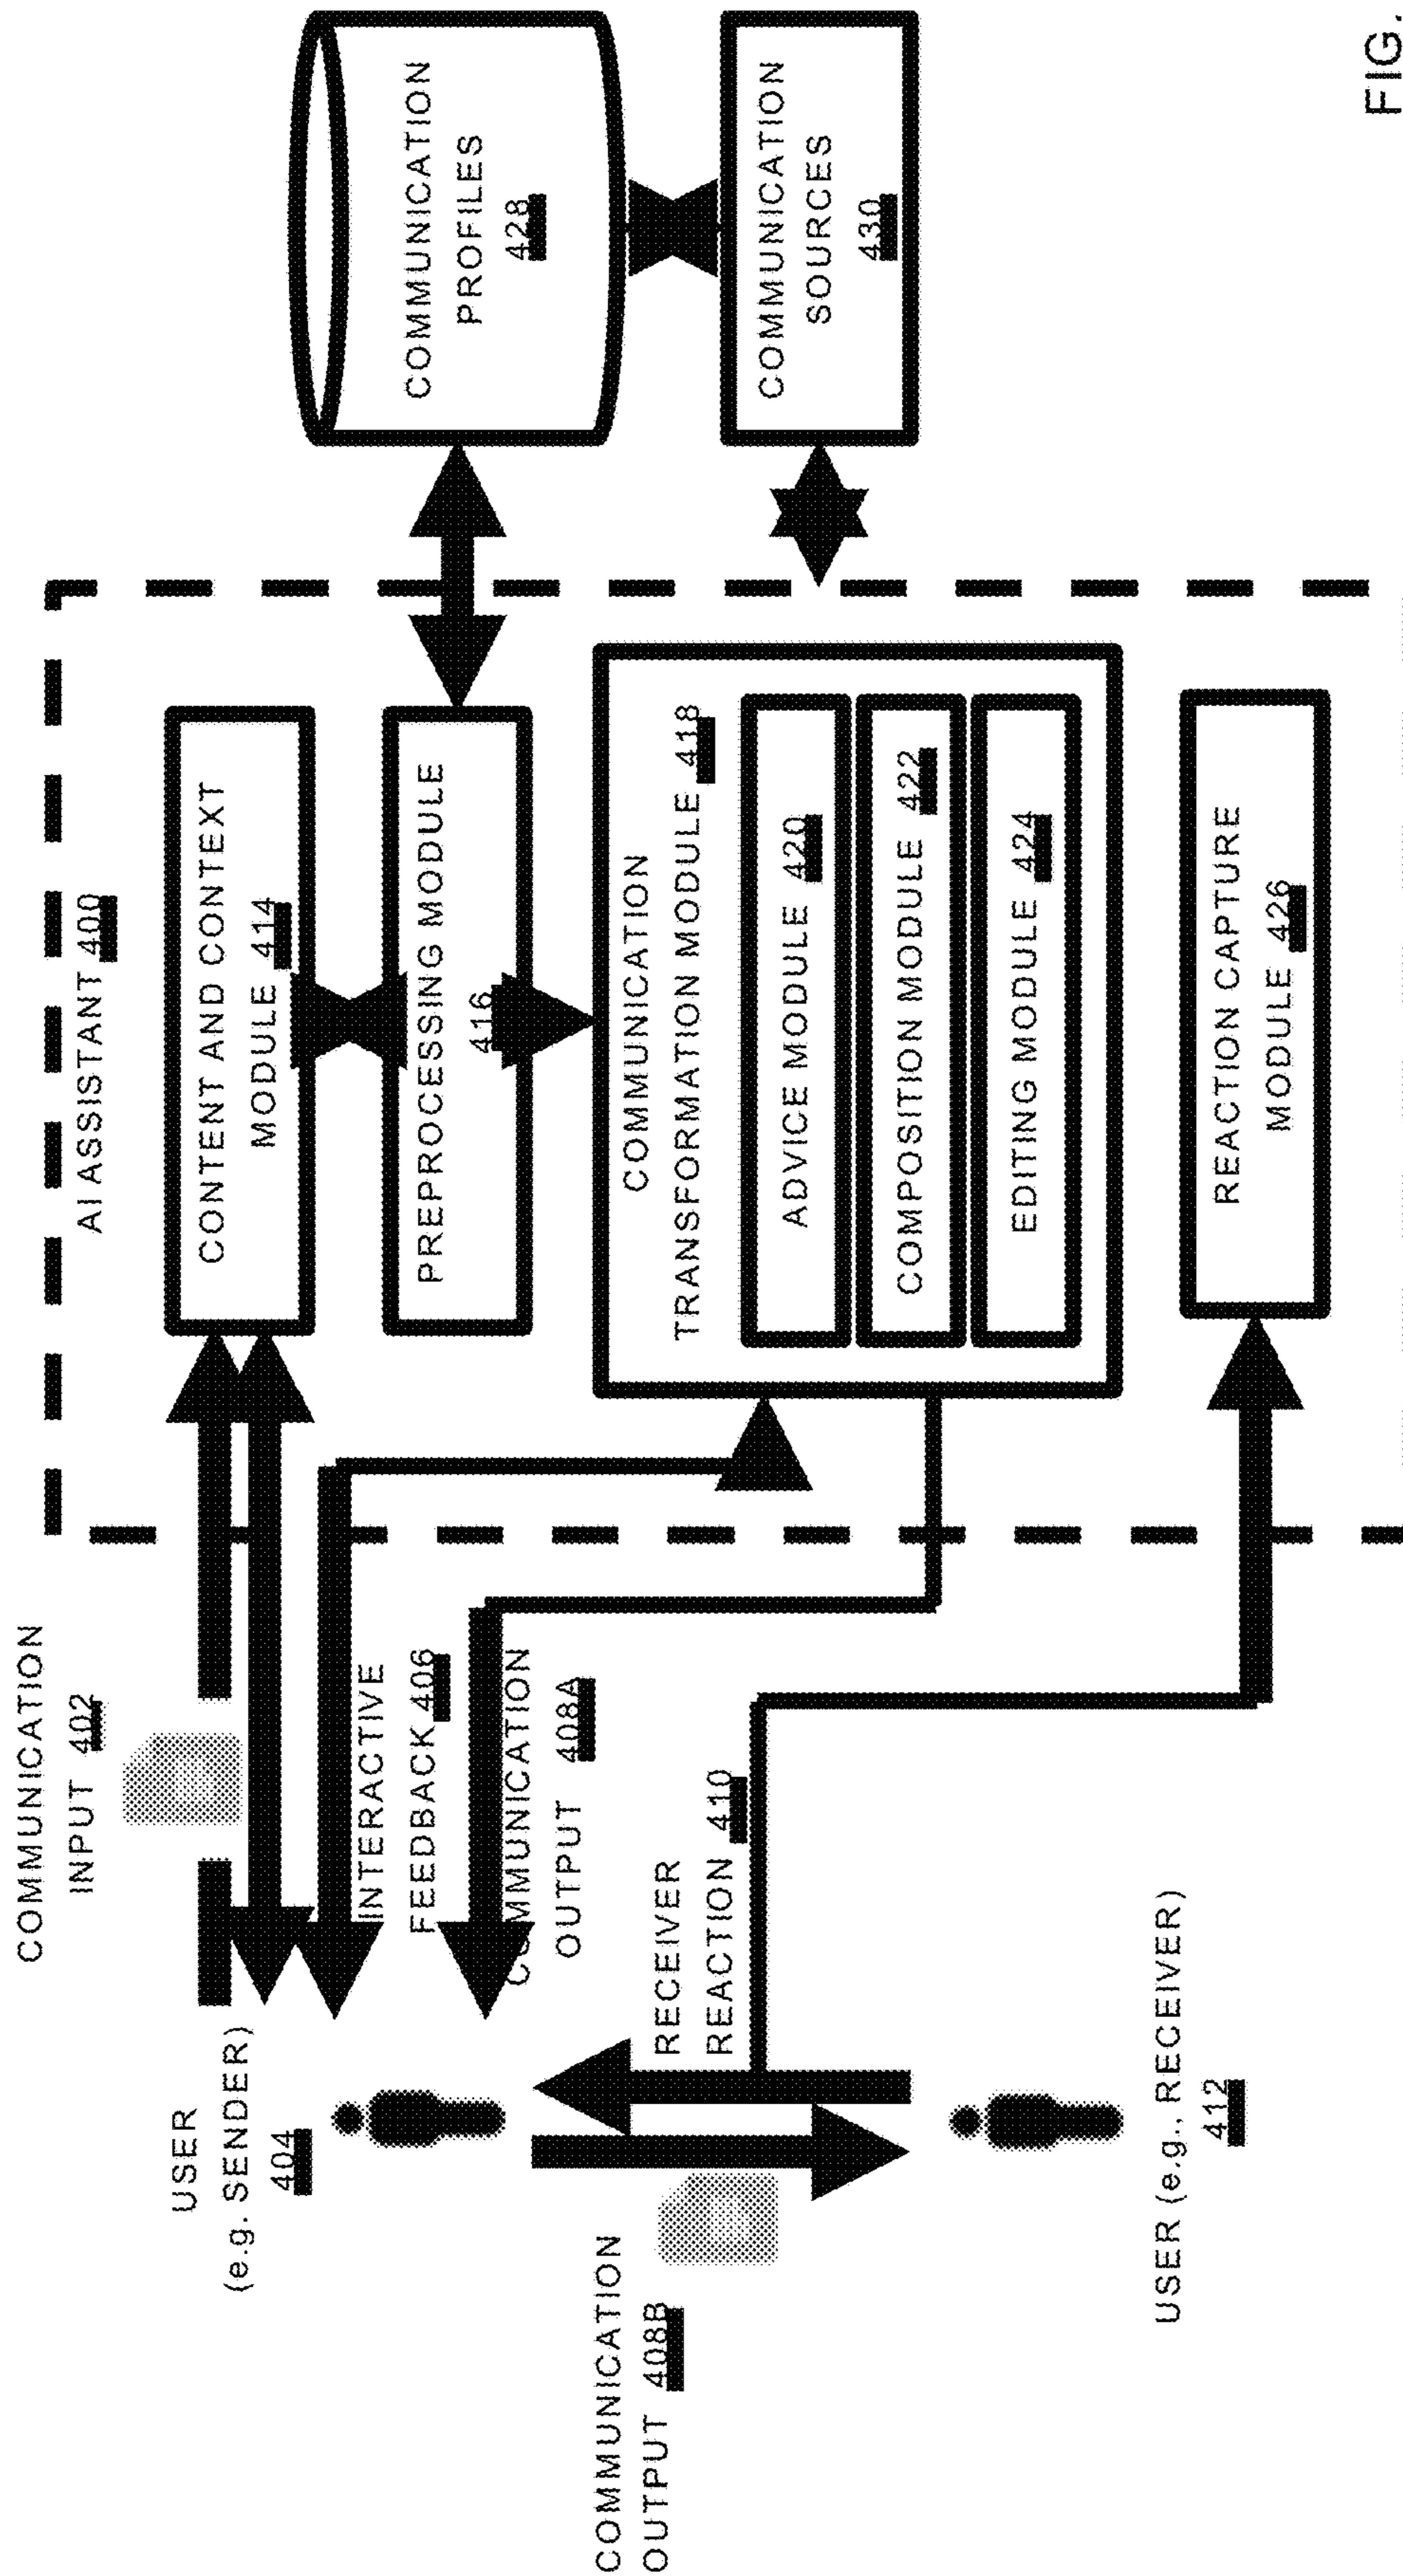 COMMUNICATION
INPUT 402
USER
(e.g. SENDER)
404
INTERACTIVE
FEEDBACK 406
COMMUNICATION
OUTPUT 408A
COMMUNICATION
OUTPUT 408B
RECEIVER
REACTION 410
USER (e.g., RECEIVER)
412
AI ASSISTANT 400
CONTENT AND CONTEXT
MODULE 414
PREPROCESSING MODULE
416
COMMUNICATION
TRANSFORMATION MODULE 418
ADVICE MODULE 420
COMPOSITION MODULE 422
EDITING MODULE 424
REACTION CAPTURE
MODULE 426
COMMUNICATION
PROFILES
428
COMMUNICATION
SOURCES
430
FIG.